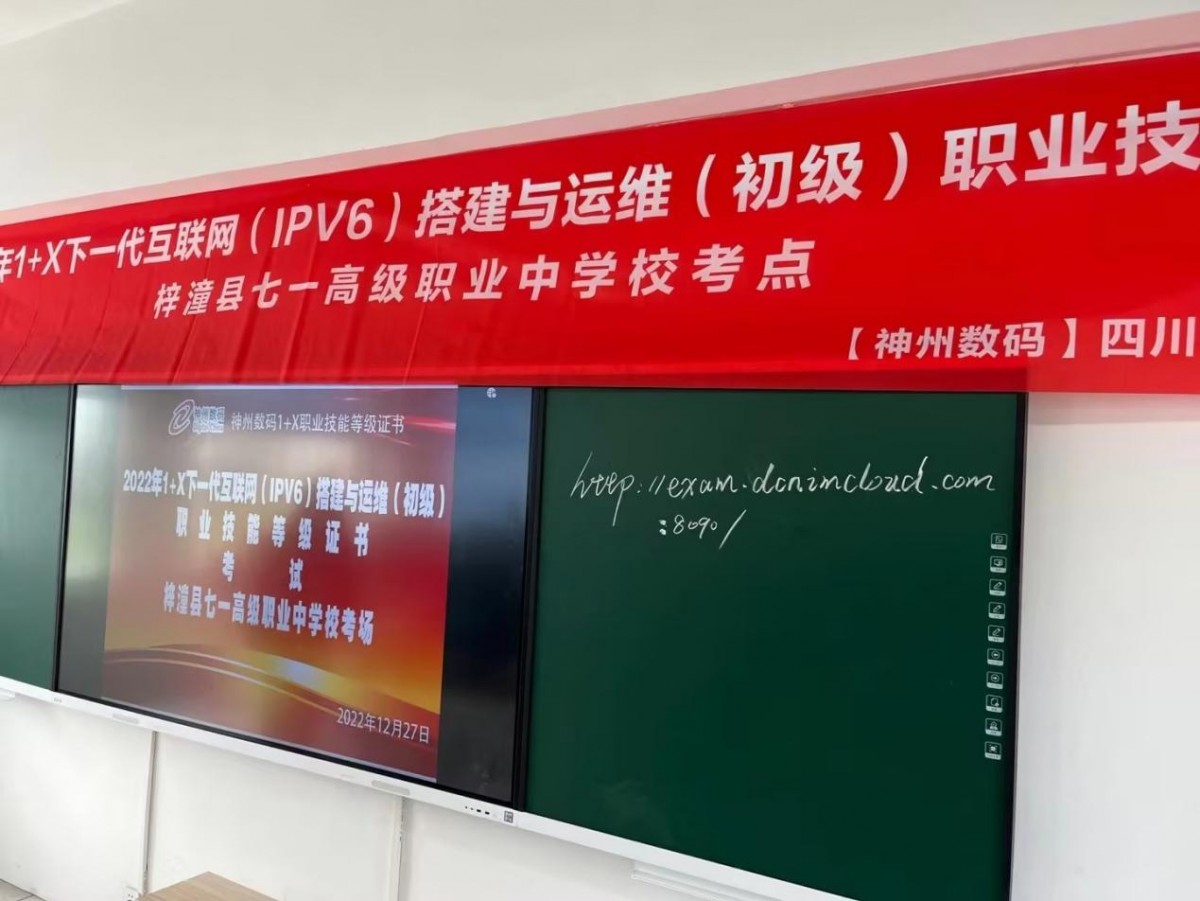 年1+X下一代互联网（IPV6）搭建与运维（初级）职业技
梓潼县七一高级职业中学校考点
【神州数码】四川
神州数码 神州数码1+X职业技能等级证书
2022年1+X下一代互联网（IPV6）搭建与运维（初级）
职业技能等级证书
考试
梓潼县七一高级职业中学校考场
2022年12月27日
http://exam.dcnimcloud.com
:8090/